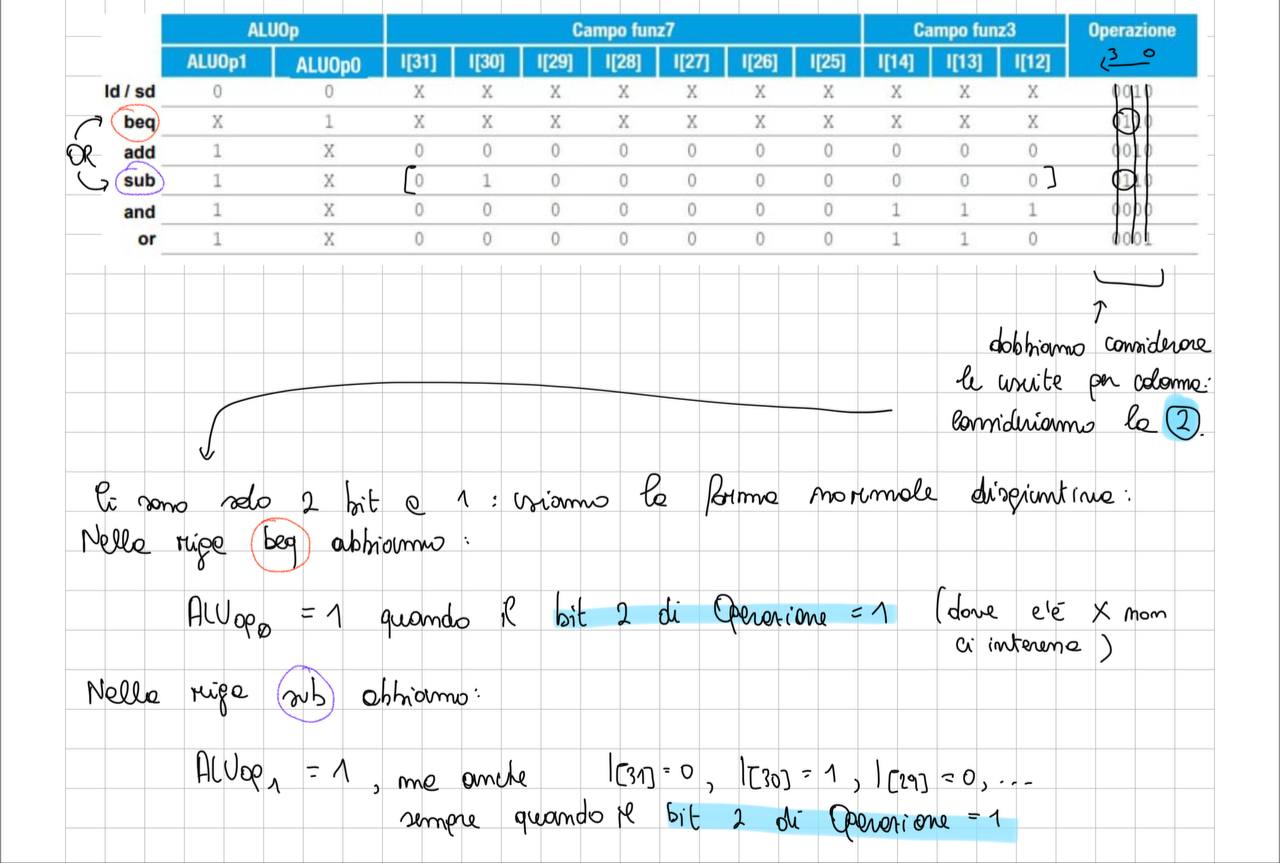 ALUOp Campo funz7 Campo funz3 Operazione
ALUOp1 ALUOp0 I[31] I[30] I[29] I[28] I[27] I[26] I[25] I[14] I[13] I[12] 3 0
ld / sd 0 0 X X X X X X X X X X 0010
beq X 1 X X X X X X X X X X 0110
OR
add 1 X 0 0 0 0 0 0 0 0 0 0 0010
sub 1 X [0 1 0 0 0 0 0 0 0 0] 0110
and 1 X 0 0 0 0 0 0 0 1 1 1 0000
or 1 X 0 0 0 0 0 0 0 1 1 0 0001
dobbiamo considerare
le uscite per colonna:
consideriamo la 2.
Ci sono solo 2 bit a 1 : usiamo la forma normale disgiuntiva:
Nella riga beq abbiamo :
ALUop0 = 1 quando il bit 2 di Operazione = 1 (dove c'è X non
ci interessa )
Nella riga sub abbiamo:
ALUop1 = 1 , ma anche I[31] = 0, I[30] = 1, I[29] = 0, ...
sempre quando il bit 2 di Operazione = 1